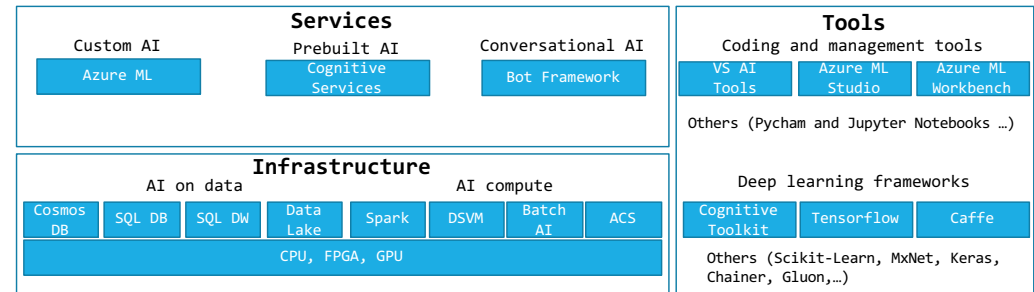 Services
Custom AI
Prebuilt AI
Conversational AI
Azure ML
Cognitive
Services
Bot Framework
Infrastructure
AI on data
AI compute
Cosmos
DB
SQL DB
SQL DW
Data
Lake
Spark
DSVM
Batch
AI
ACS
CPU, FPGA, GPU
Tools
Coding and management tools
VS AI
Tools
Azure ML
Studio
Azure ML
Workbench
Others (Pycham and Jupyter Notebooks …)
Deep learning frameworks
Cognitive
Toolkit
Tensorflow
Caffe
Others (Scikit-Learn, MxNet, Keras,
Chainer, Gluon,…)